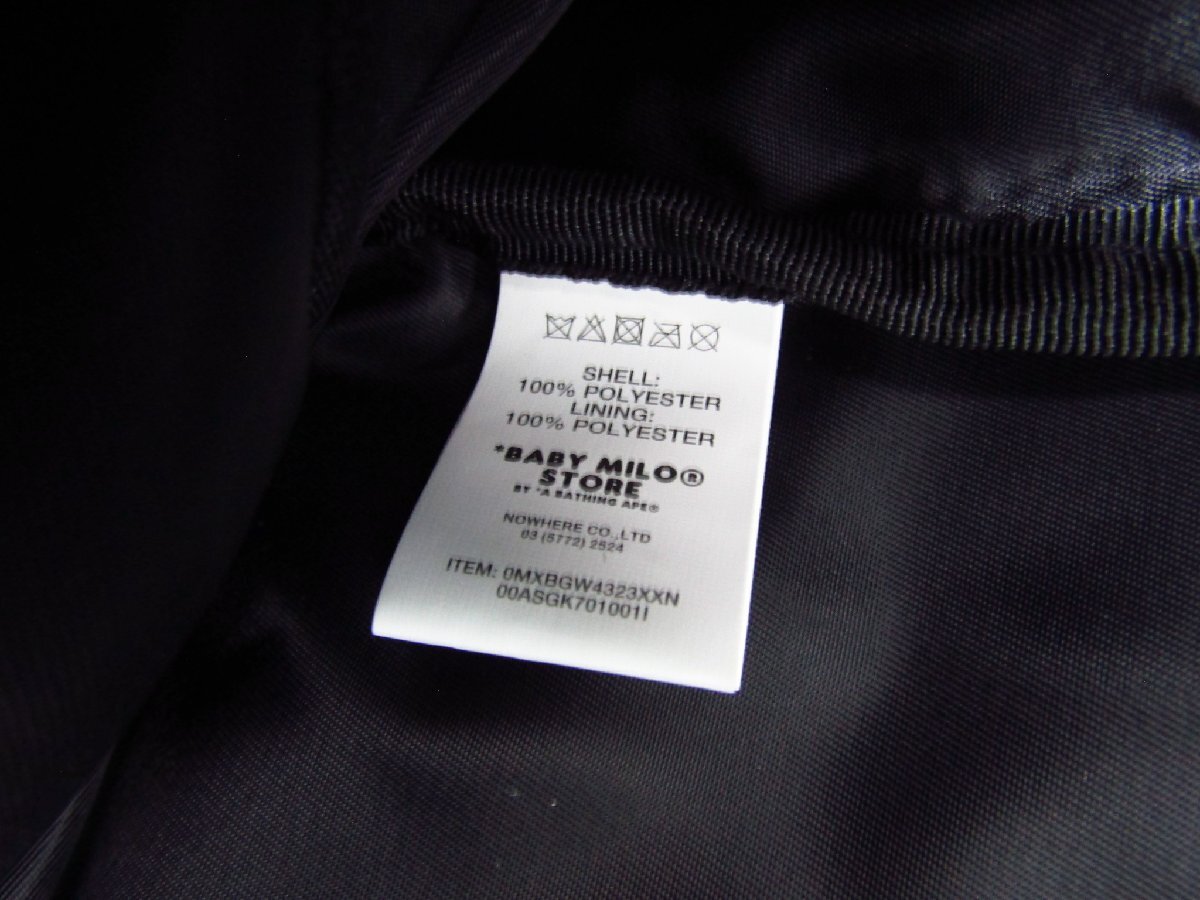 SHELL:
100% POLYESTER
LINING:
100% POLYESTER
*BABY MILO®
STORE
BY *A BATHING APE®
NOWHERE CO.,LTD
03 (5772) 2524
ITEM: 0MXBGW4323XXN
00ASGK701001I